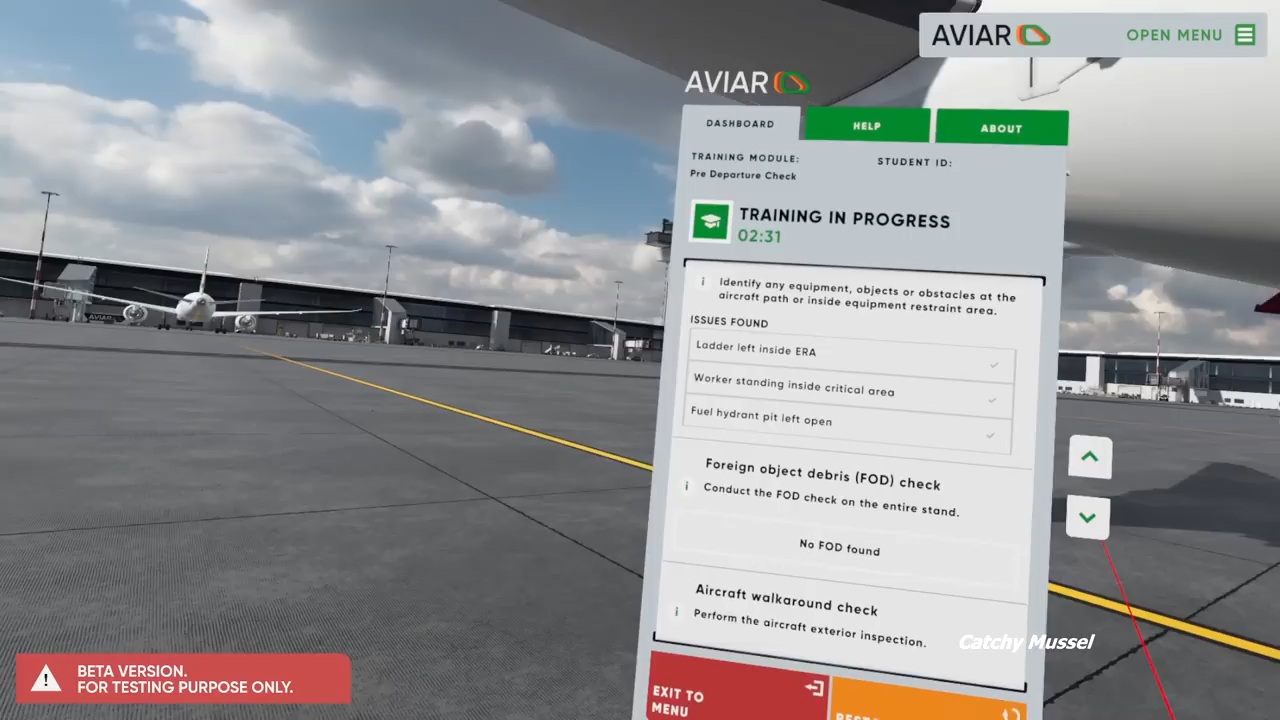 AVIAR
OPEN MENU
AVIAR
DASHBOARD
HELP
ABOUT
TRAINING MODULE:
Pre Departure Check
STUDENT ID:
TRAINING IN PROGRESS
02:31
Identify any equipment, objects or obstacles at the
aircraft path or inside equipment restraint area.
ISSUES FOUND
Ladder left inside ERA
Worker standing inside critical area
Fuel hydrant pit left open
Foreign object debris (FOD) check
Conduct the FOD check on the entire stand.
No FOD found
Aircraft walkaround check
Perform the aircraft exterior inspection.
Catchy Mussel
EXIT TO
MENU
BETA VERSION.
FOR TESTING PURPOSE ONLY.
AVIAR